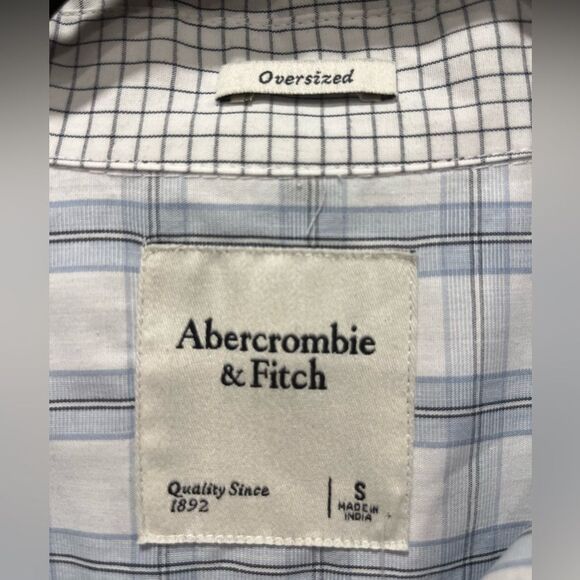 Oversized
Abercrombie
& Fitch
Quality Since
1892
S
MADE IN
INDIA